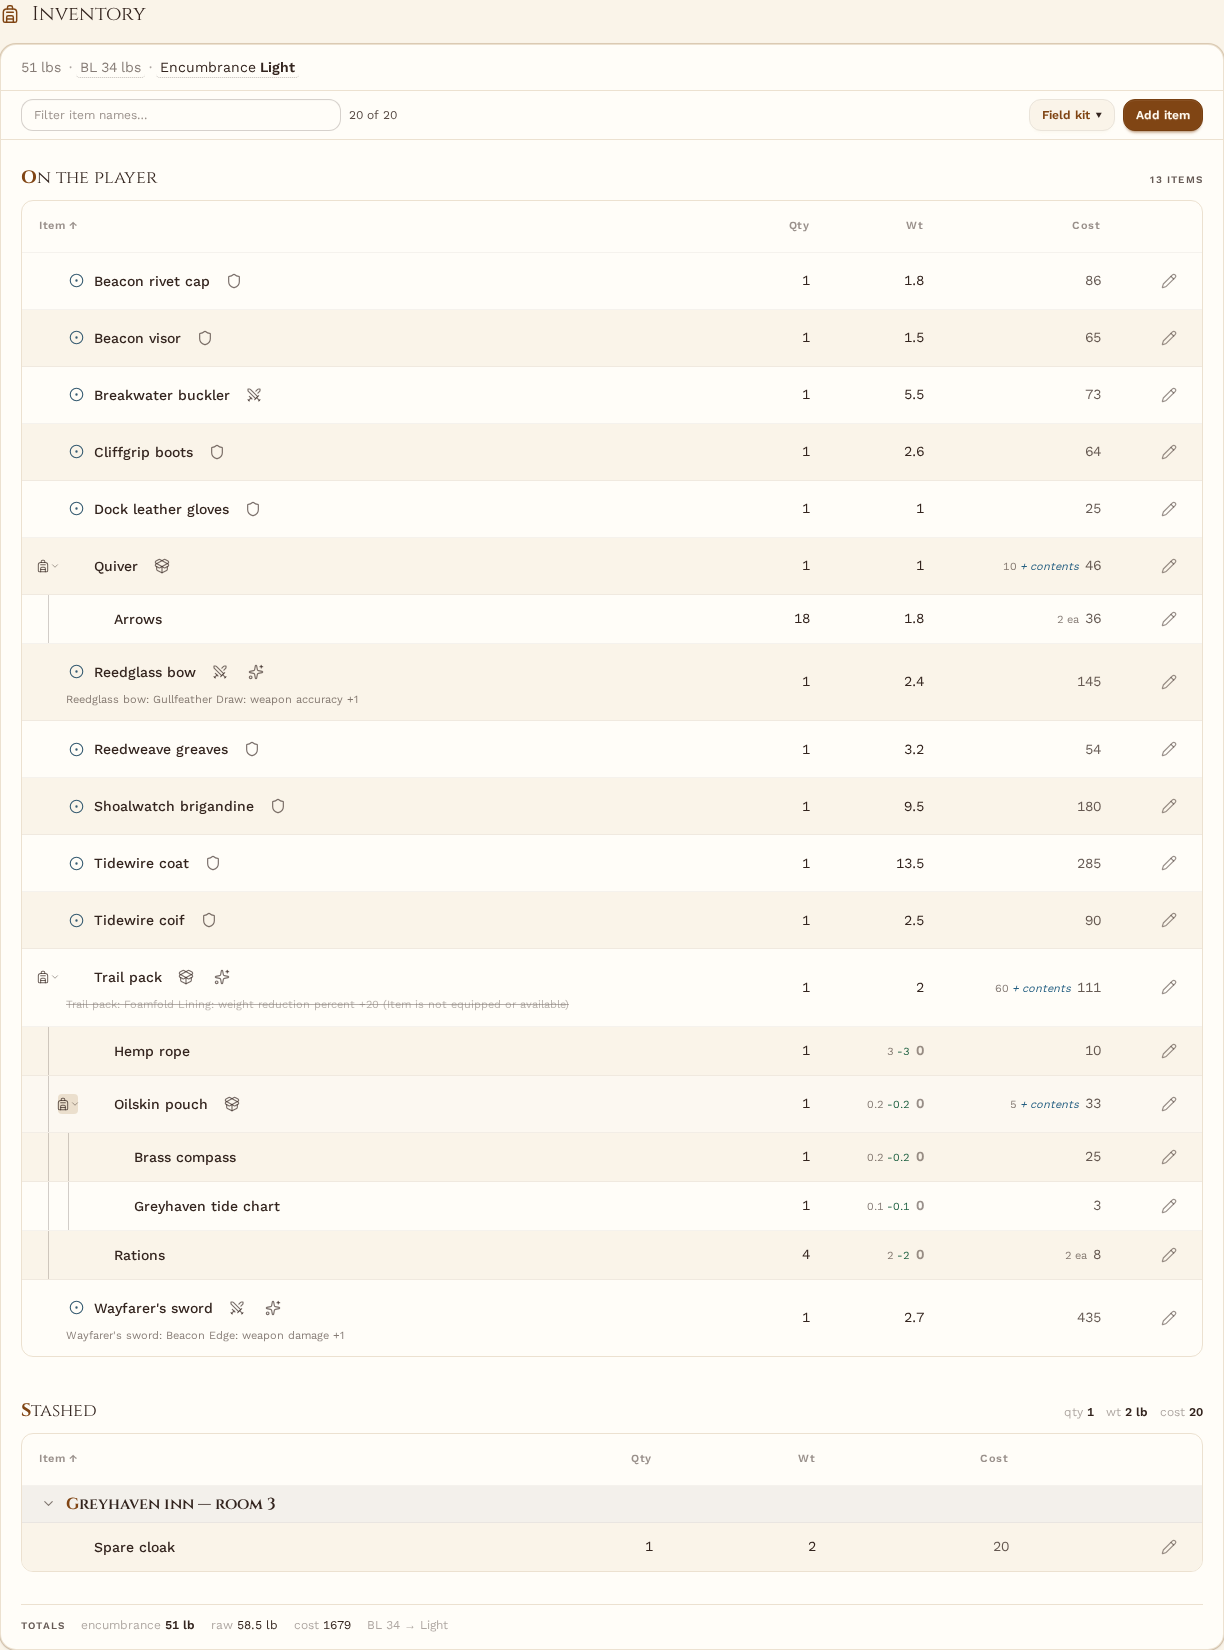 Inventory
51 lbs · BL 34 lbs · Encumbrance Light
Filter item names... 20 of 20 Field kit ▾ Add item
On the player 13 ITEMS
Item ↑ Qty Wt Cost
Beacon rivet cap 1 1.8 86
Beacon visor 1 1.5 65
Breakwater buckler 1 5.5 73
Cliffgrip boots 1 2.6 64
Dock leather gloves 1 1 25
Quiver 1 1 10 + contents 46
Arrows 18 1.8 2 ea 36
Reedglass bow 1 2.4 145
Reedglass bow: Gullfeather Draw: weapon accuracy +1
Reedweave greaves 1 3.2 54
Shoalwatch brigandine 1 9.5 180
Tidewire coat 1 13.5 285
Tidewire coif 1 2.5 90
Trail pack 1 2 60 + contents 111
Trail pack: Foamfold Lining: weight reduction percent +20 (Item is not equipped or available)
Hemp rope 1 3 -3 0 10
Oilskin pouch 1 0.2 -0.2 0 5 + contents 33
Brass compass 1 0.2 -0.2 0 25
Greyhaven tide chart 1 0.1 -0.1 0 3
Rations 4 2 -2 0 2 ea 8
Wayfarer's sword 1 2.7 435
Wayfarer's sword: Beacon Edge: weapon damage +1
Stashed qty 1 wt 2 lb cost 20
Item ↑ Qty Wt Cost
Greyhaven Inn — room 3
Spare cloak 1 2 20
TOTALS encumbrance 51 lb raw 58.5 lb cost 1679 BL 34 → Light